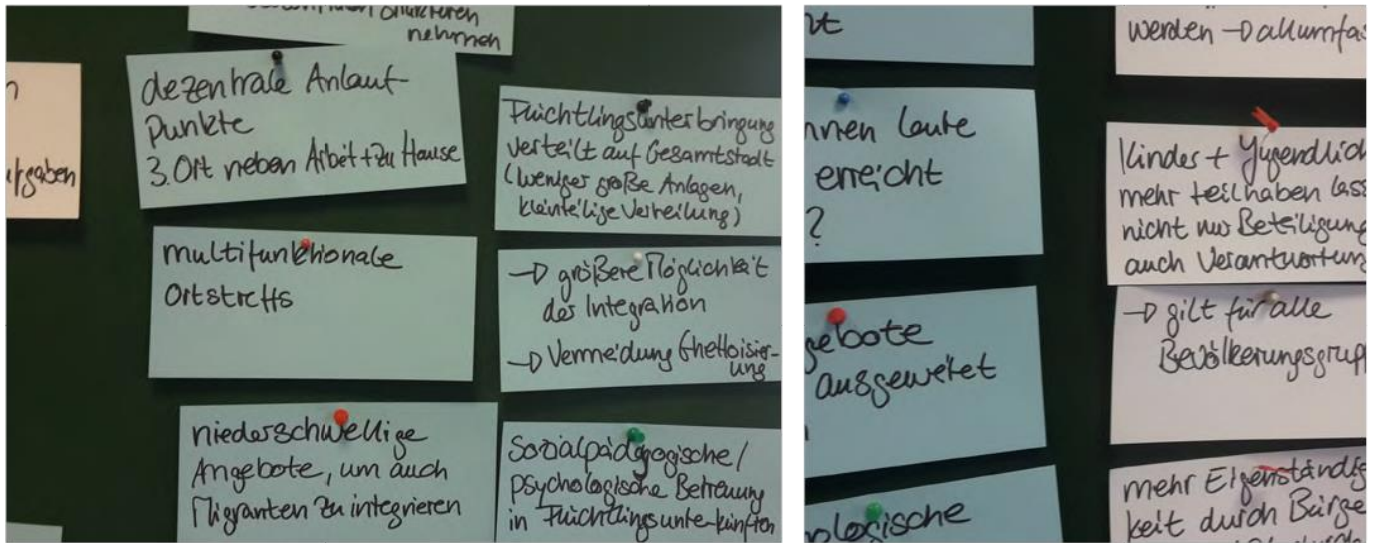 nehmen
rgaben
dezentrale Anlauf-
punkte
3. Ort neben Arbeit + zu Hause
Flüchtlingsunterbringung
verteilt auf Gesamtstadt
(weniger große Anlagen,
kleinteilige Verteilung)
multifunktionale
Ortstreffs
→ größere Möglichkeit
der Integration
→ Vermeidung Ghettoisier-
ung
niederschwellige
Angebote, um auch
Migranten zu integrieren
Sozialpädagogische /
psychologische Betreuung
in Flüchtlingsunterkünften
nnen Leute
erreicht
?
gebote
ausgeweitet
ologische
werden → allumfas
Kinder + Jugendlich
mehr teilhaben lass
nicht nur Beteiligung
auch Verantwortung
→ gilt für alle
Bevölkerungsgrupp
mehr Eigenständig
keit durch Bürge